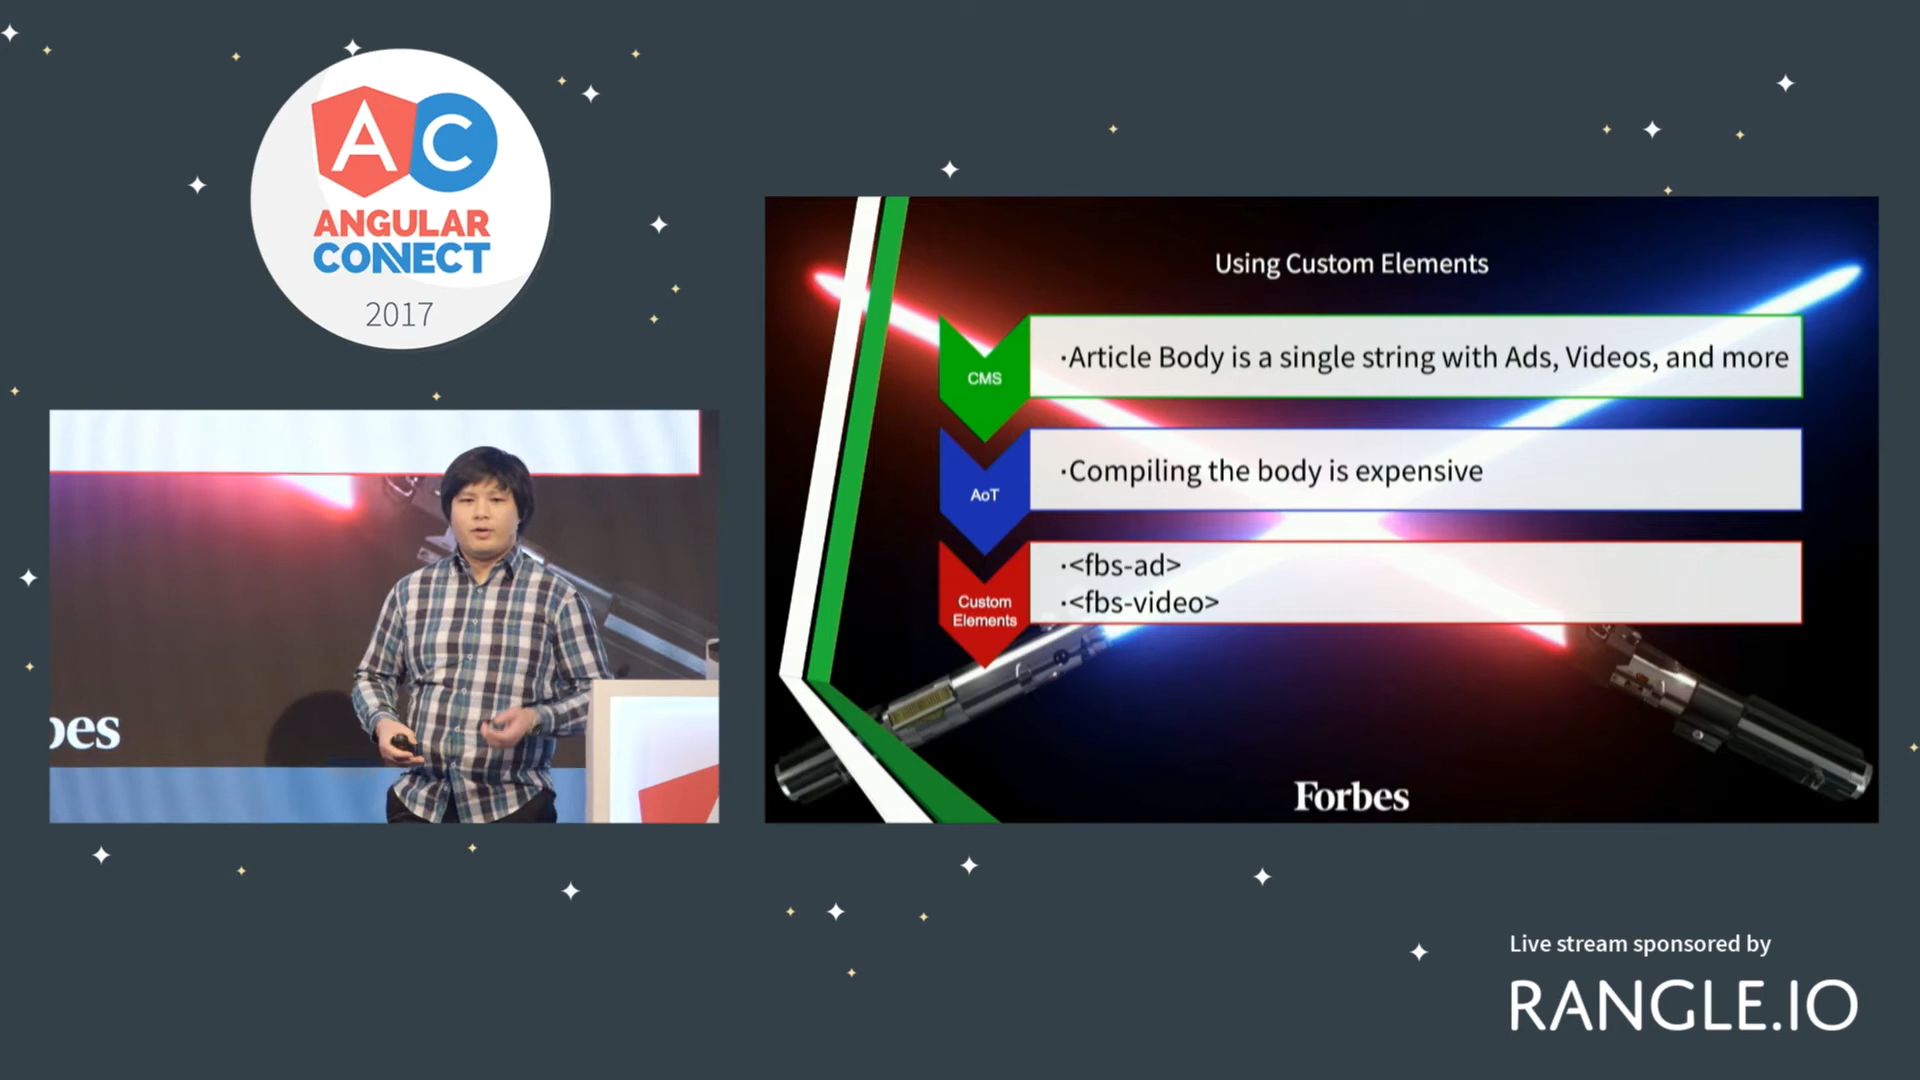 AC
ANGULAR
CONNECT
2017
Using Custom Elements
CMS
·Article Body is a single string with Ads, Videos, and more
AoT
·Compiling the body is expensive
Custom
Elements
·<fbs-ad>
·<fbs-video>
Forbes
bes
Live stream sponsored by
RANGLE.IO